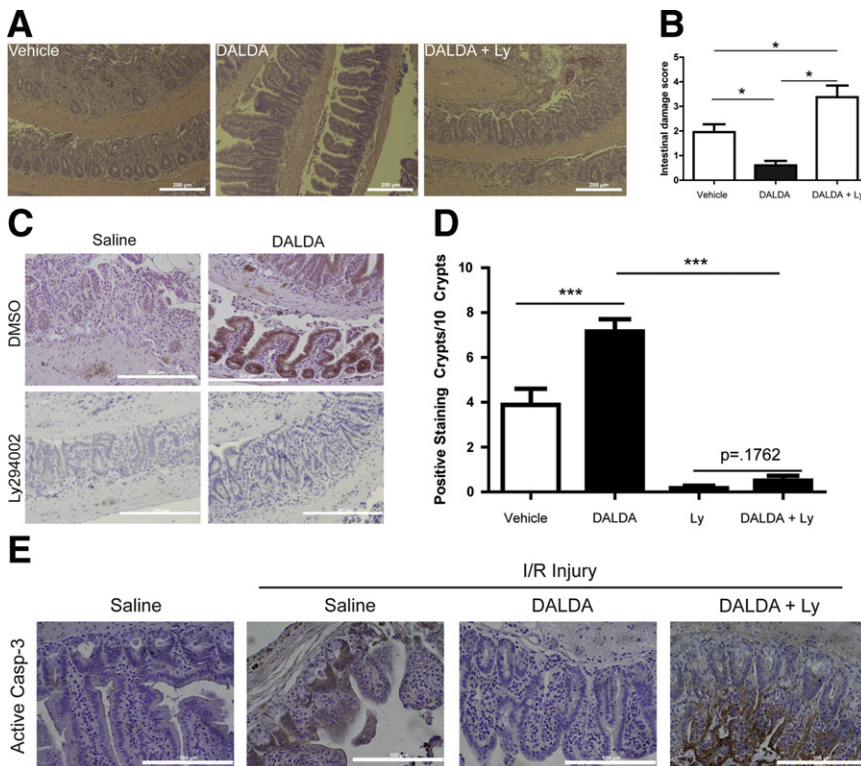 A
Vehicle
DALDA
DALDA + Ly
200 µm
200 µm
200 µm
B
Intestinal damage score
5
4
3
2
1
0
*
*
*
Vehicle
DALDA
DALDA + Ly
C
Saline
DALDA
DMSO
Ly294002
200 µm
D
Positive Staining Crypts/10 Crypts
10
8
6
4
2
0
***
***
p=.1762
Vehicle
DALDA
Ly
DALDA + Ly
E
I/R Injury
Saline
Saline
DALDA
DALDA + Ly
Active Casp-3